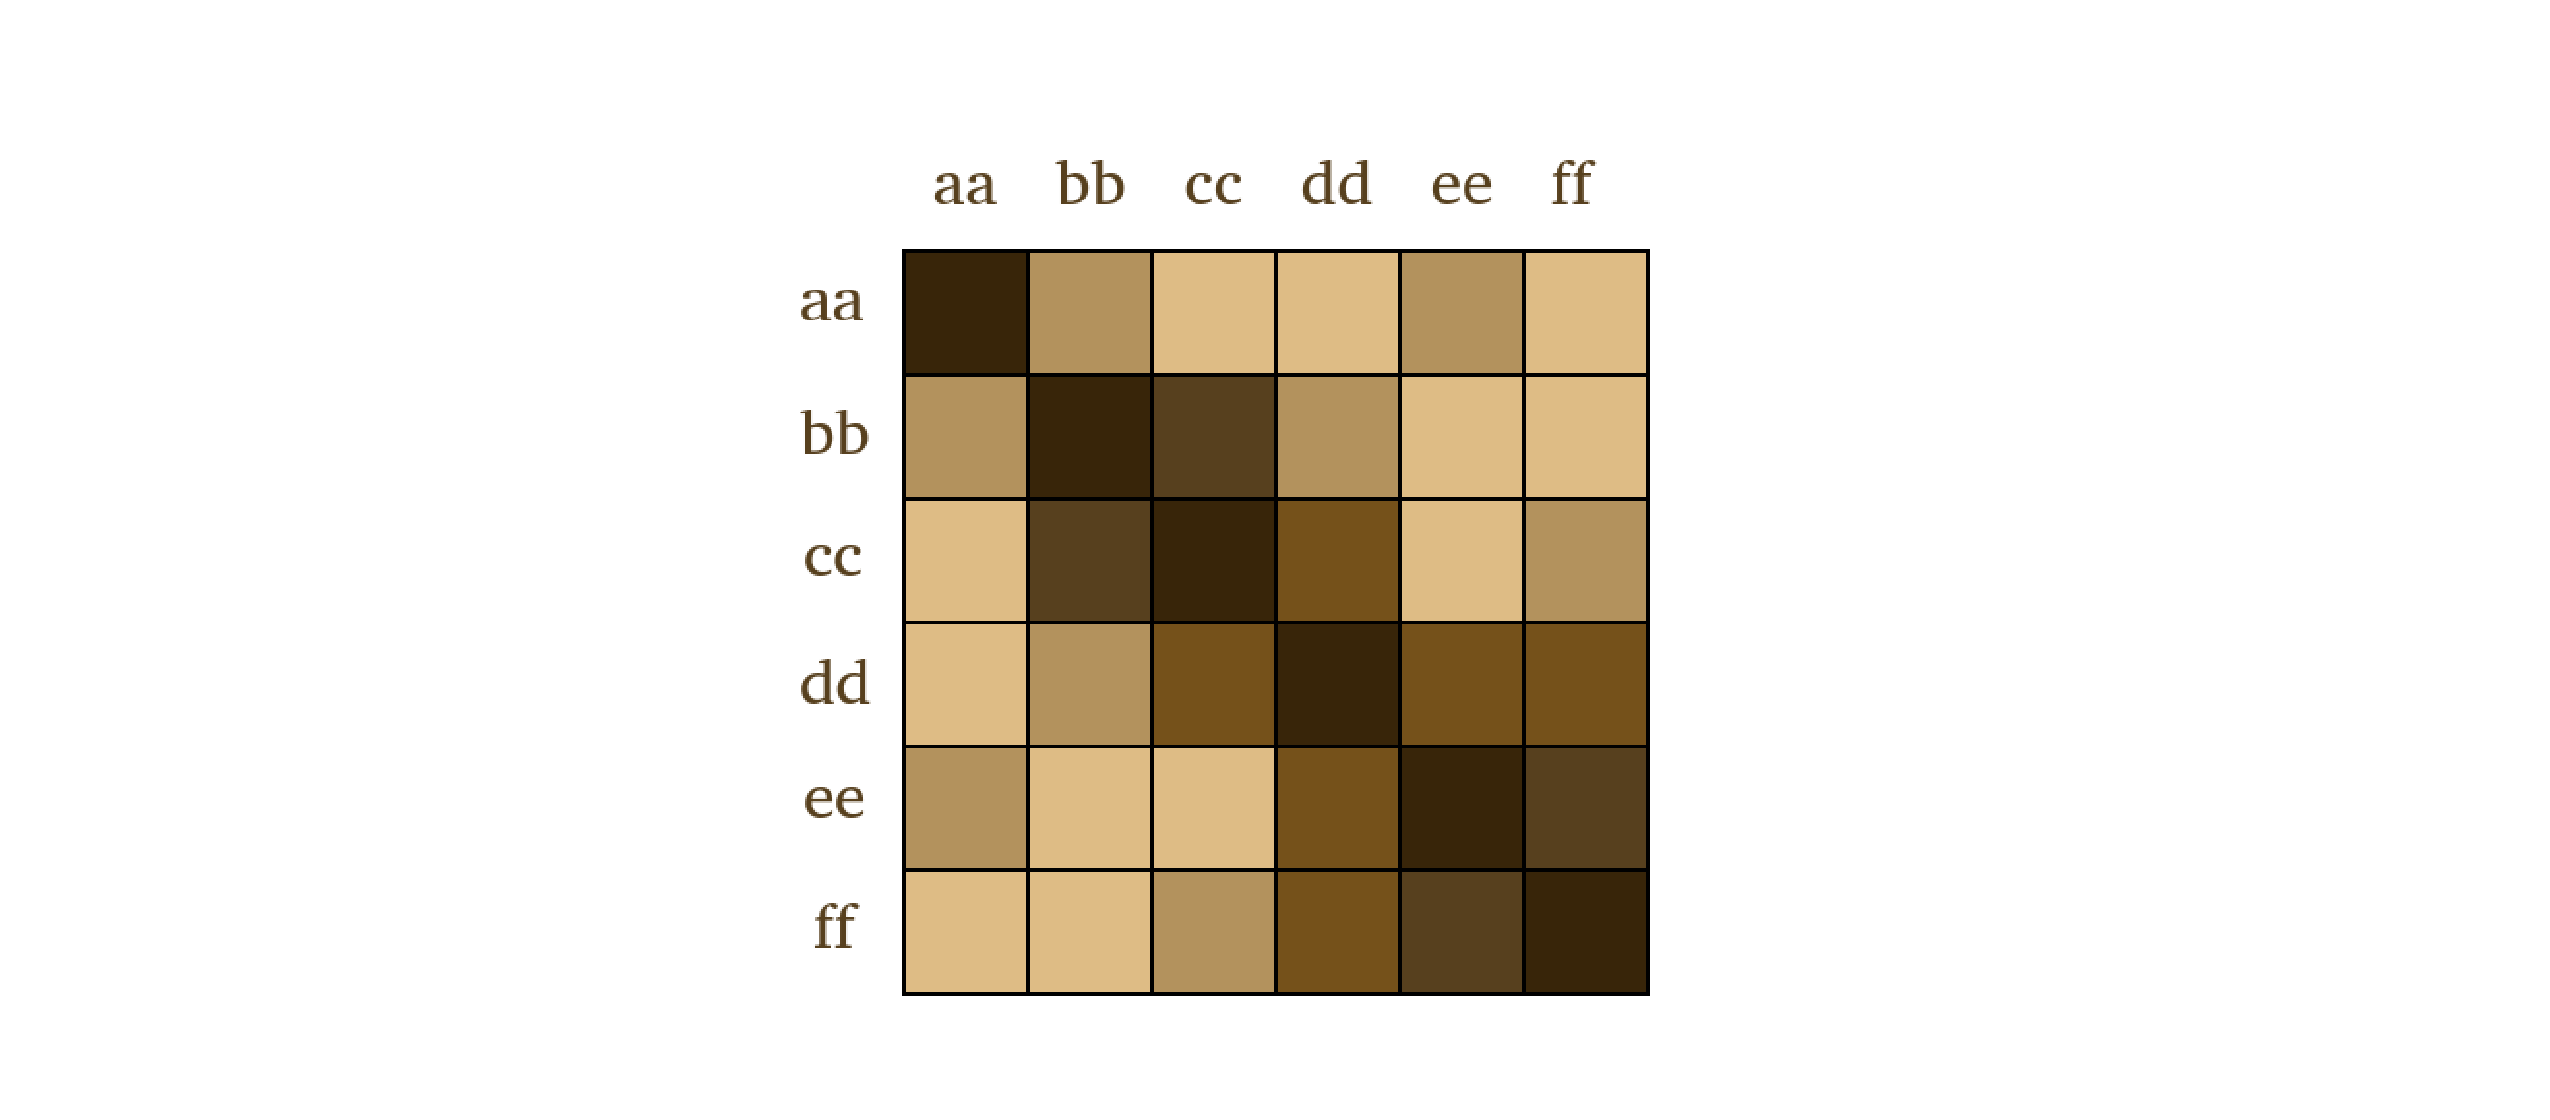 aa bb cc dd ee ff
aa
bb
cc
dd
ee
ff